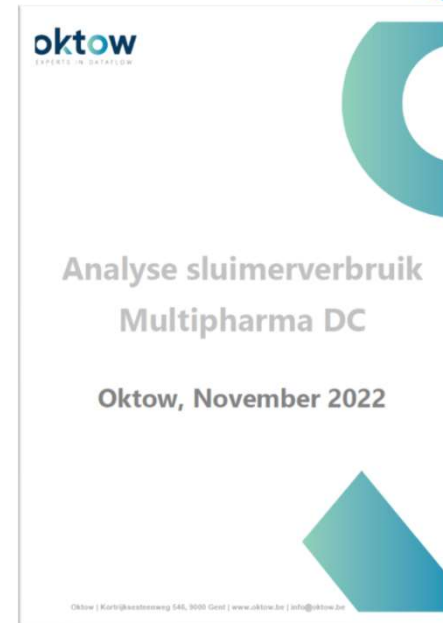 oktow
EXPERTS IN DATAFLOW
Analyse sluimerverbruik
Multipharma DC
Oktow, November 2022
Oktow | Kortrijksesteenweg 546, 9000 Gent | www.oktow.be | info@oktow.be